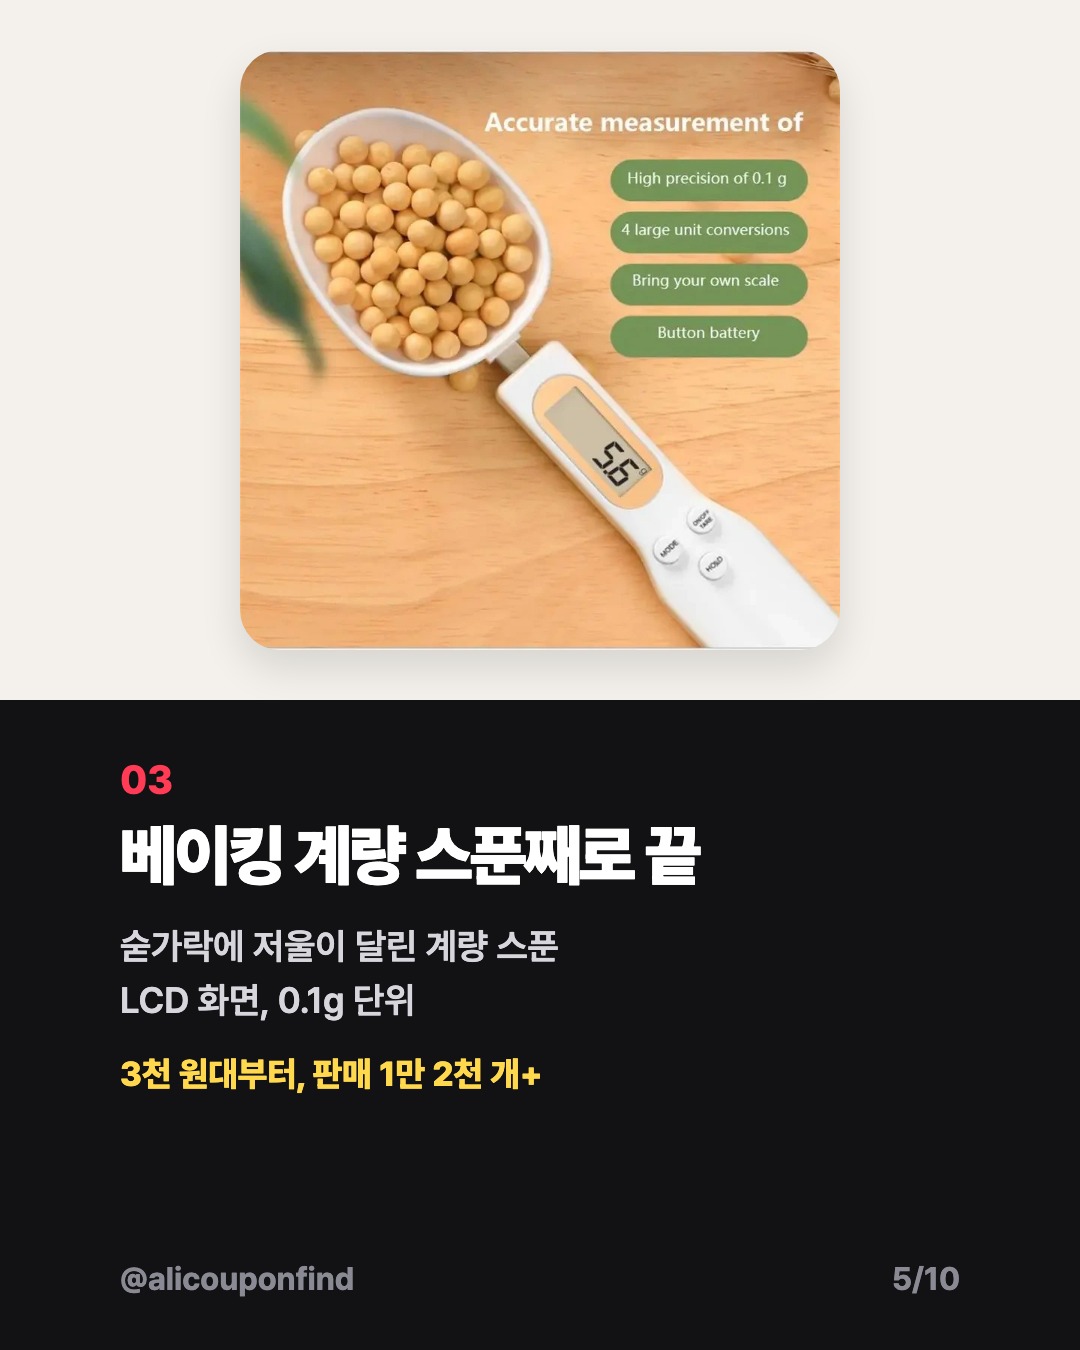 Accurate measurement of
High precision of 0.1 g
4 large unit conversions
Bring your own scale
Button battery
5.6
G
ON/OFF
TARE
MODE
HOLD
03
베이킹 계량 스푼째로 끝
숟가락에 저울이 달린 계량 스푼
LCD 화면, 0.1g 단위
3천 원대부터, 판매 1만 2천 개+
@alicouponfind
5/10